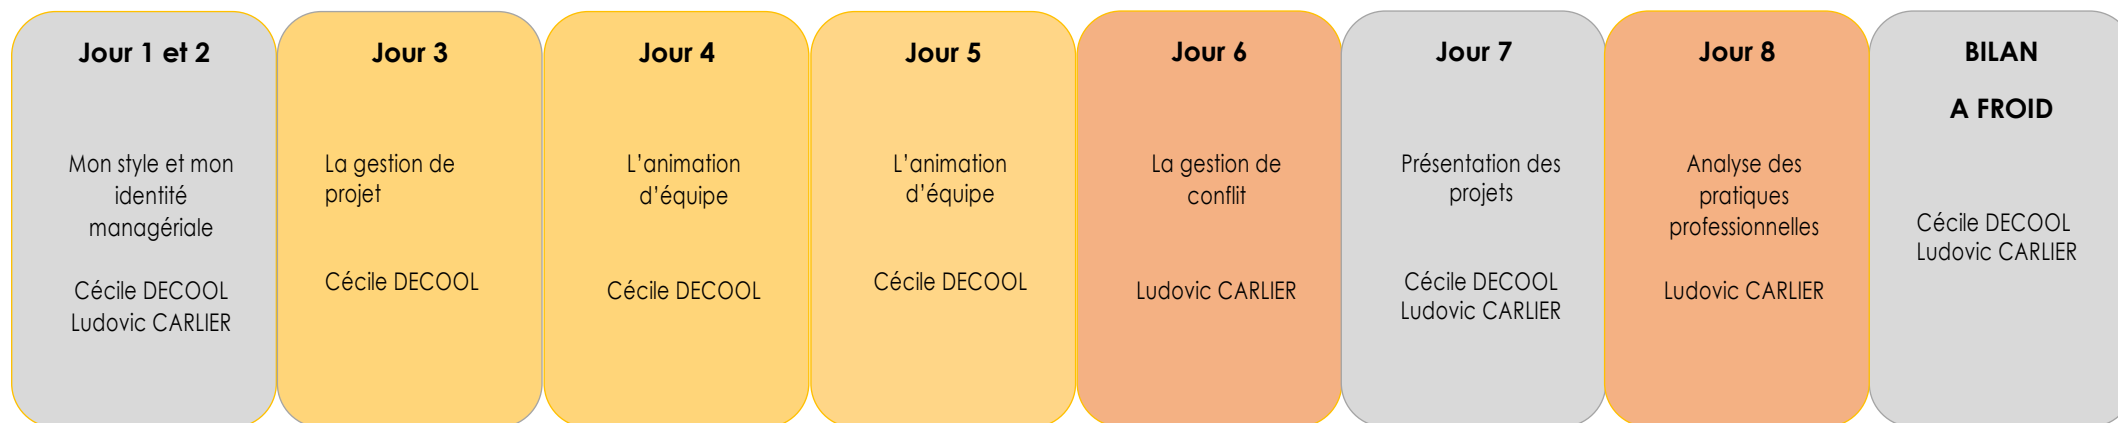 Jour 1 et 2
Mon style et mon
identité
managériale
Cécile DECOOL
Ludovic CARLIER
Jour 3
La gestion de
projet
Cécile DECOOL
Jour 4
L'animation
d'équipe
Cécile DECOOL
Jour 5
L'animation
d'équipe
Cécile DECOOL
Jour 6
La gestion de
conflit
Ludovic CARLIER
Jour 7
Présentation des
projets
Cécile DECOOL
Ludovic CARLIER
Jour 8
Analyse des
pratiques
professionnelles
Ludovic CARLIER
BILAN
A FROID
Cécile DECOOL
Ludovic CARLIER